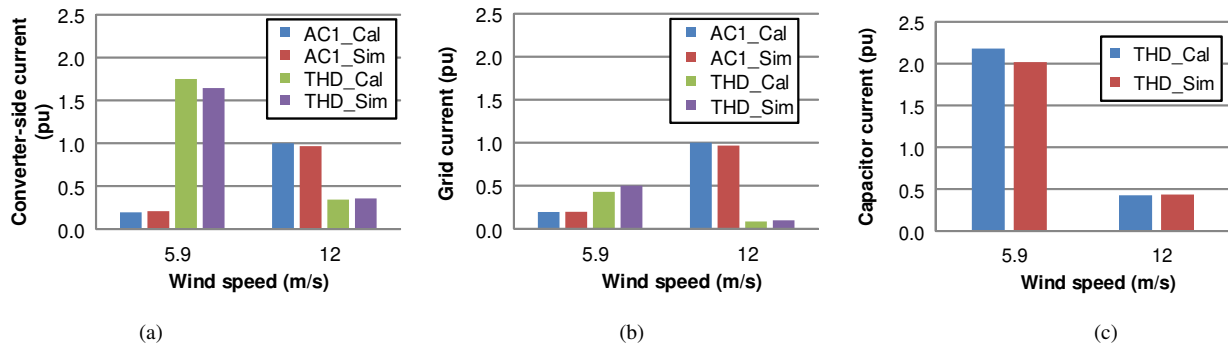 Converter-side current
(pu)
2.5
2.0
1.5
1.0
0.5
0.0
AC1_Cal
AC1_Sim
THD_Cal
THD_Sim
5.9
12
Wind speed (m/s)
(a)
Grid current (pu)
2.5
2.0
1.5
1.0
0.5
0.0
AC1_Cal
AC1_Sim
THD_Cal
THD_Sim
5.9
12
Wind speed (m/s)
(b)
Capacitor current (pu)
2.5
2.0
1.5
1.0
0.5
0.0
THD_Cal
THD_Sim
5.9
12
Wind speed (m/s)
(c)